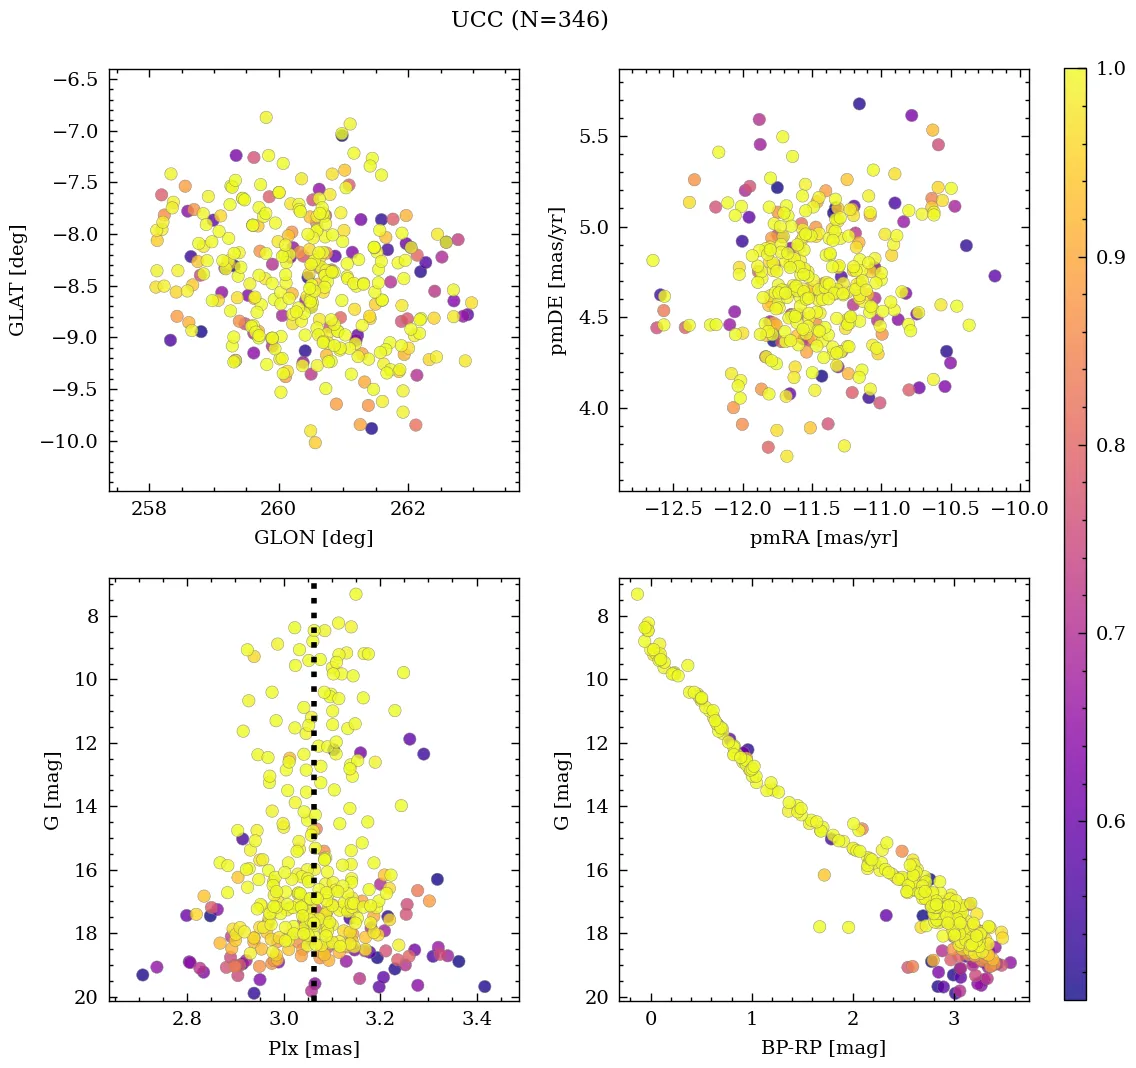 UCC (N=346)
−6.5
−7.0
−7.5
−8.0
−8.5
−9.0
−9.5
−10.0
GLAT [deg]
258 260 262
GLON [deg]
5.5
5.0
4.5
4.0
pmDE [mas/yr]
−12.5 −12.0 −11.5 −11.0 −10.5 −10.0
pmRA [mas/yr]
8
10
12
14
16
18
20
G [mag]
2.8 3.0 3.2 3.4
Plx [mas]
8
10
12
14
16
18
20
G [mag]
0 1 2 3
BP-RP [mag]
1.0
0.9
0.8
0.7
0.6